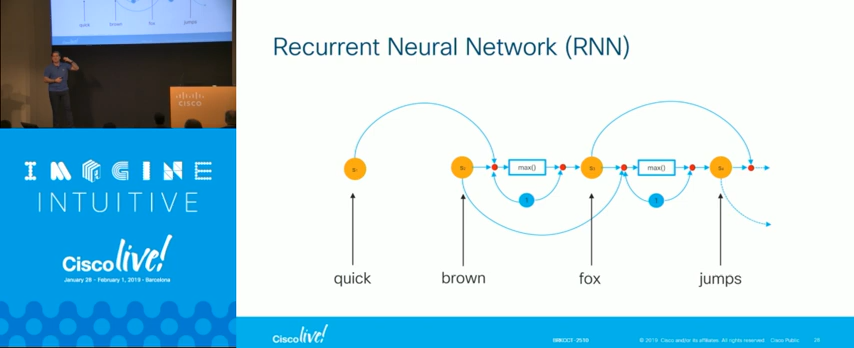 quick
brown
fox
jumps
CISCO
IMAGINE
INTUITIVE
Cisco live!
January 28 - February 1, 2019 · Barcelona
Recurrent Neural Network (RNN)
max()
max()
quick
brown
fox
jumps
Cisco live!
© 2019 Cisco and/or its affiliates. All rights reserved. Cisco Public